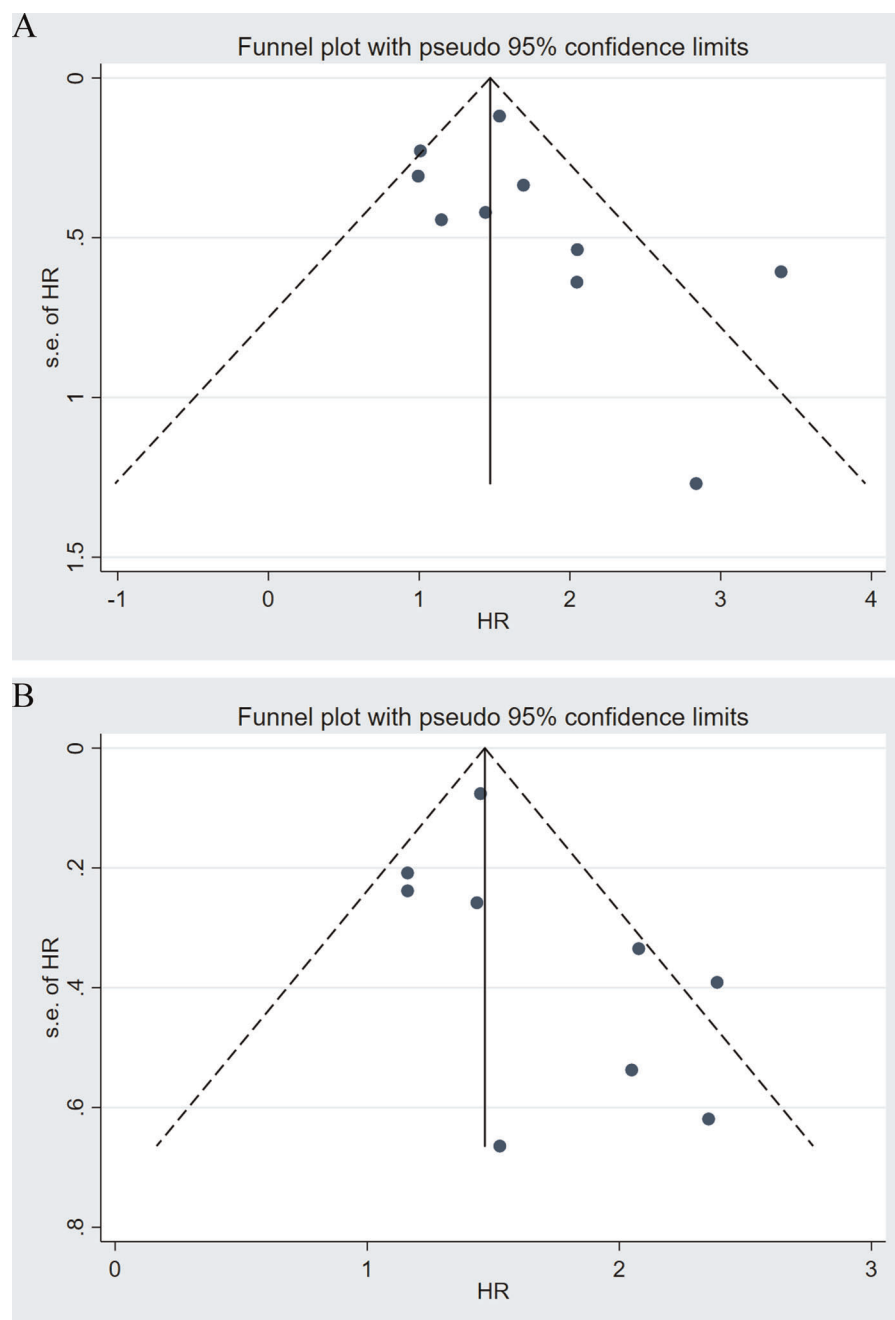 A
Funnel plot with pseudo 95% confidence limits
0
.5
1
1.5
s.e. of HR
-1 0 1 2 3 4
HR
B
Funnel plot with pseudo 95% confidence limits
0
.2
.4
.6
.8
s.e. of HR
0 1 2 3
HR